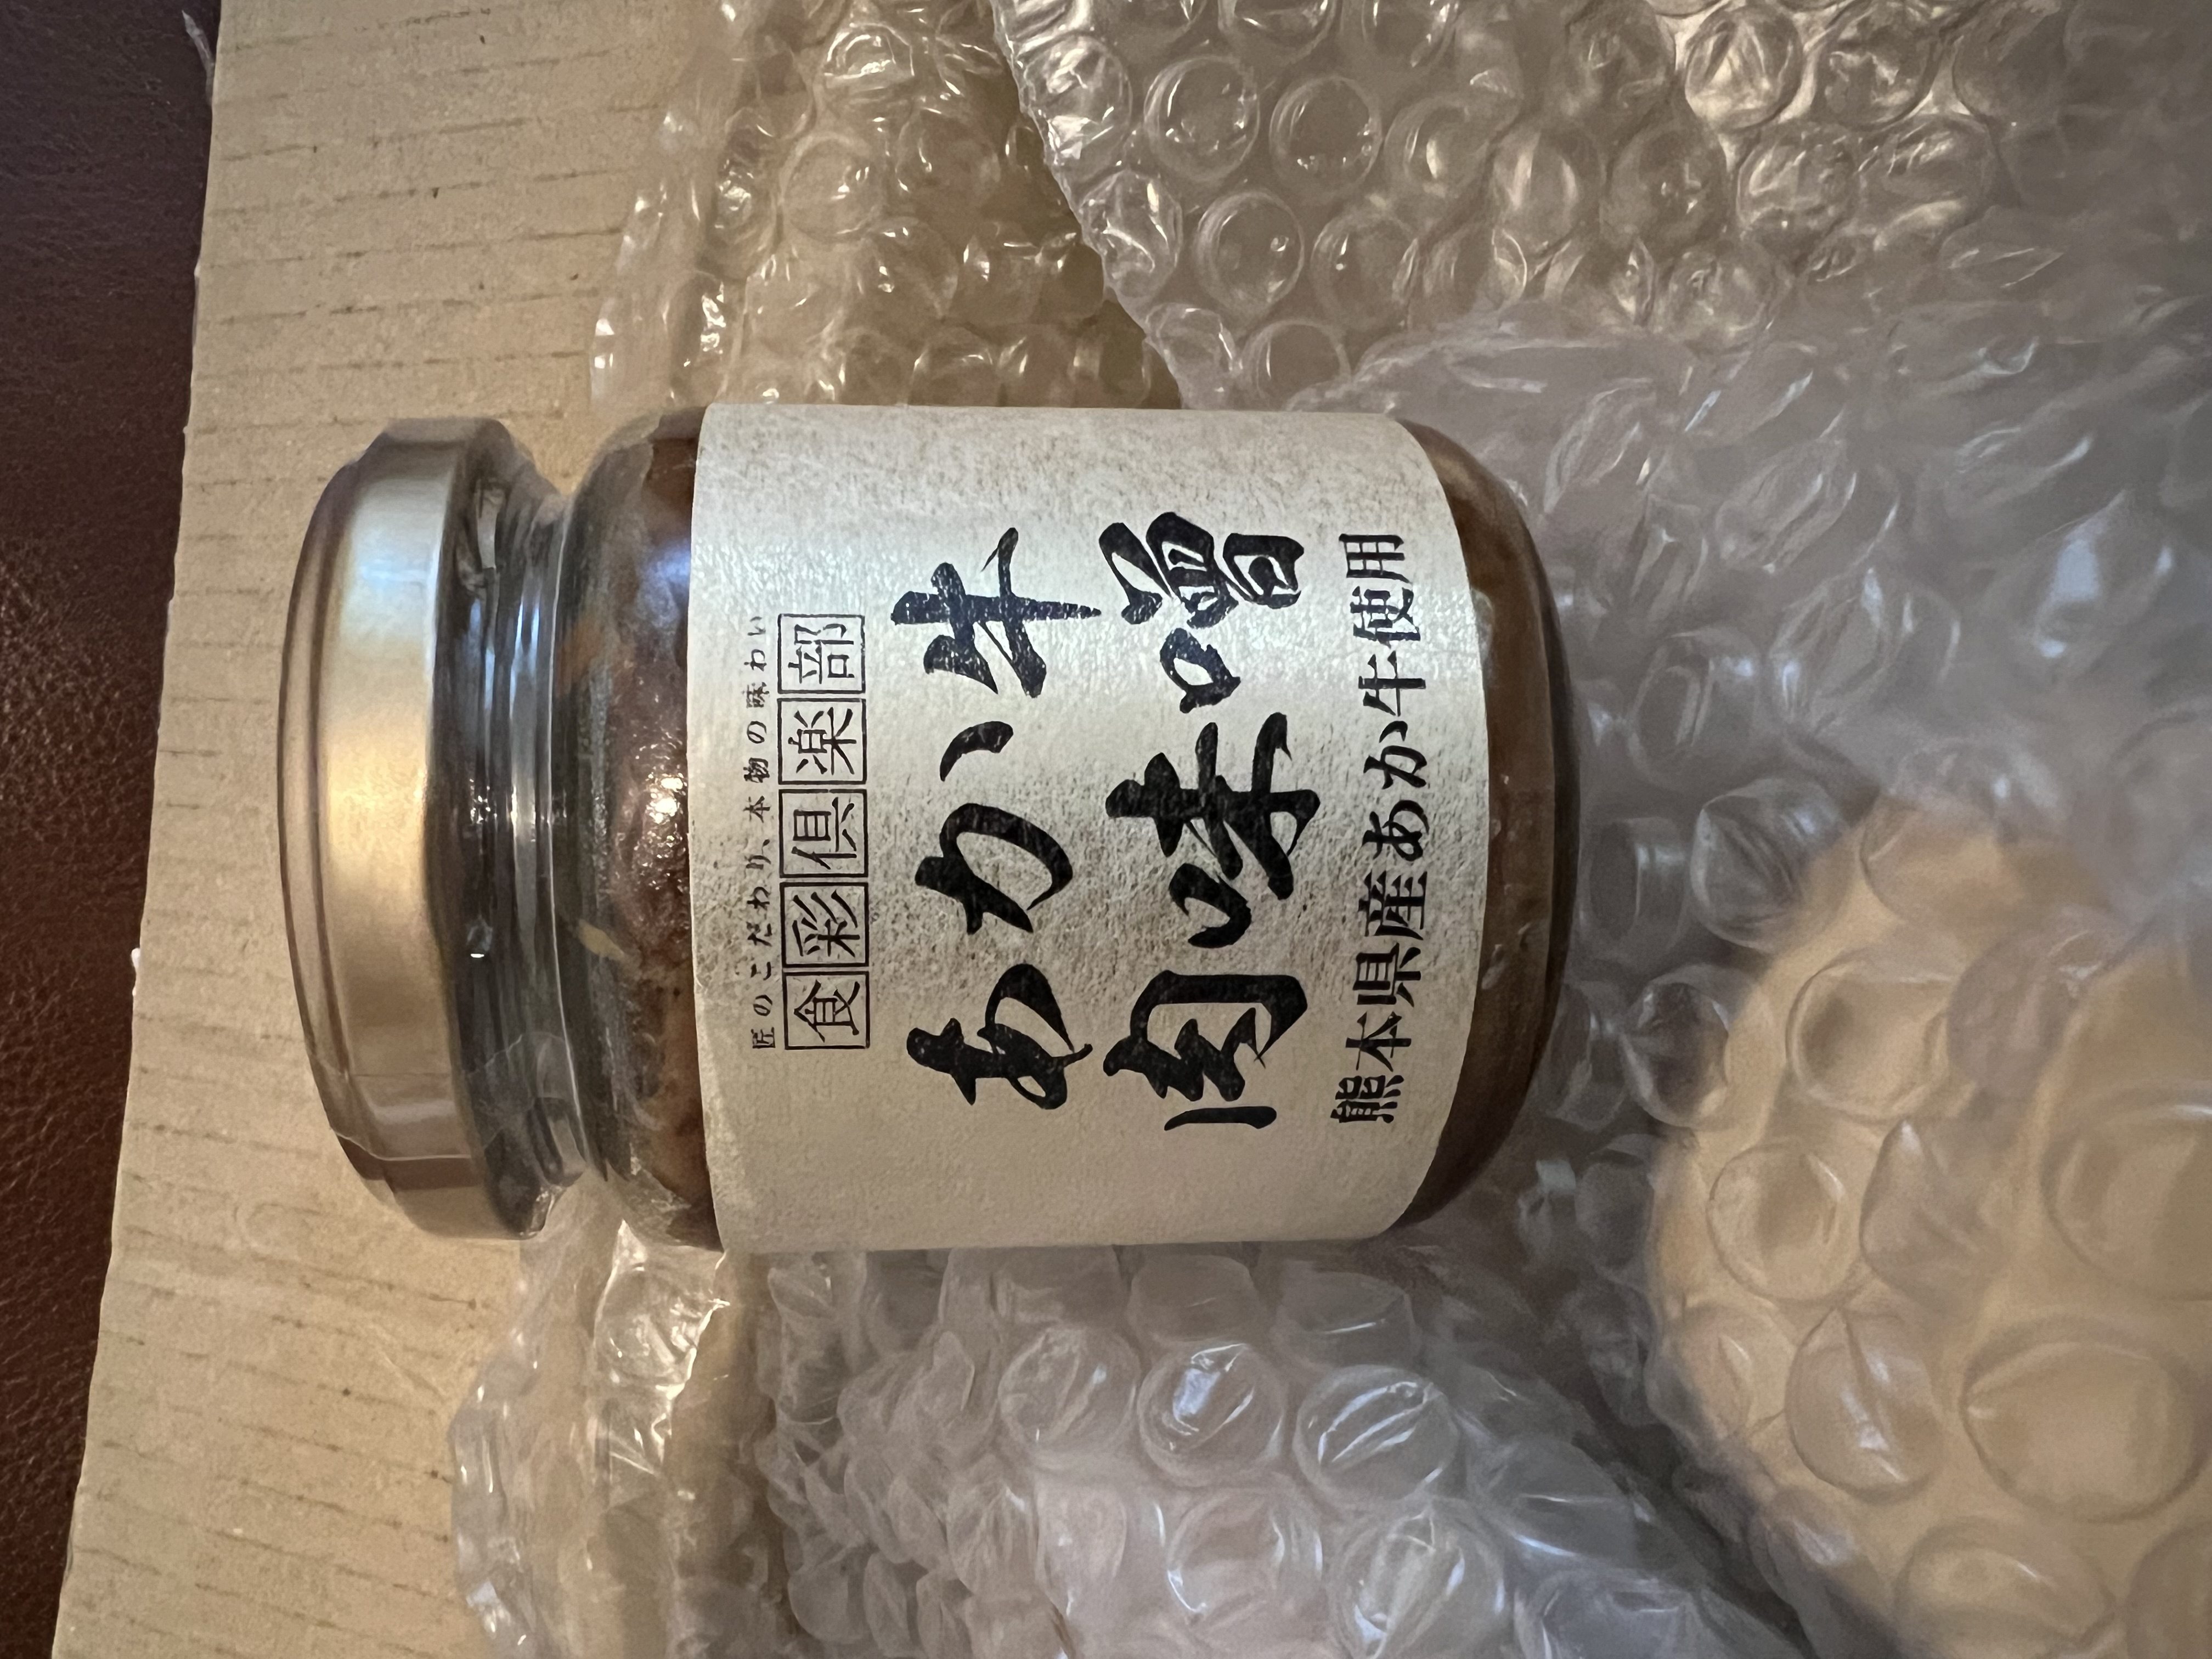 匠のこだわり、本物の味わい
食彩倶楽部
あか牛
肉味噌
熊本県産あか牛使用